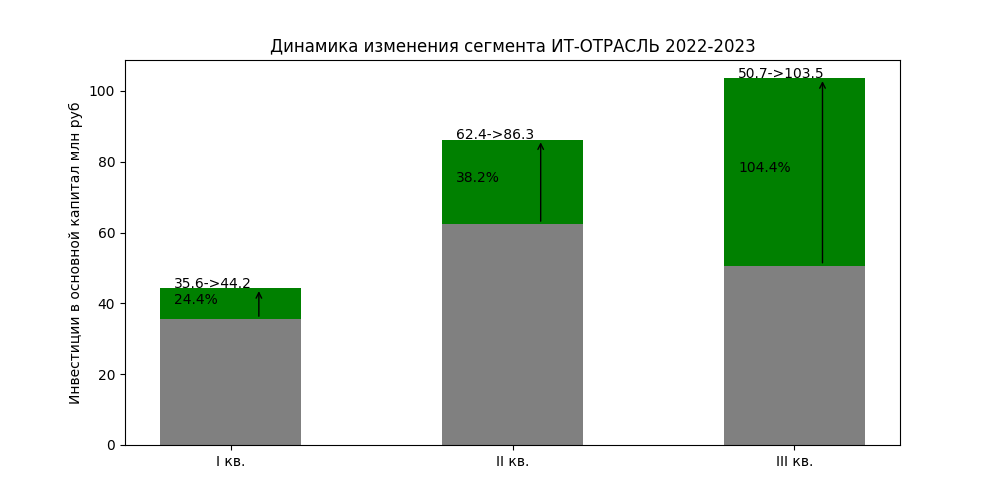 Динамика изменения сегмента ИТ-ОТРАСЛЬ 2022-2023
Инвестиции в основной капитал млн руб
100
80
60
40
20
0
35.6->44.2
24.4%
62.4->86.3
38.2%
50.7->103.5
104.4%
I кв.
II кв.
III кв.